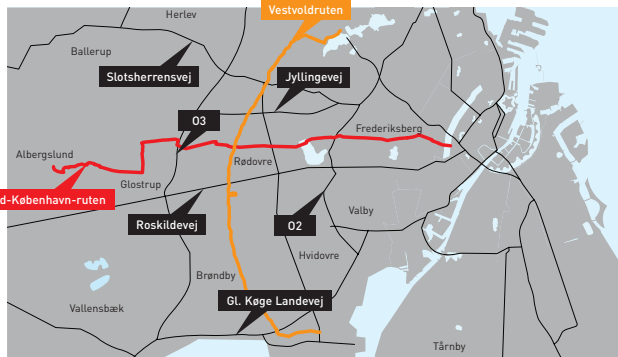 Vestvoldruten
Herlev
Ballerup
Slotsherrensvej
Jyllingevej
O3
Frederiksberg
Albergslund
Rødovre
Glostrup
d-København-ruten
Roskildevej
O2
Valby
Hvidovre
Brøndby
Gl. Køge Landevej
Vallensbæk
Tårnby